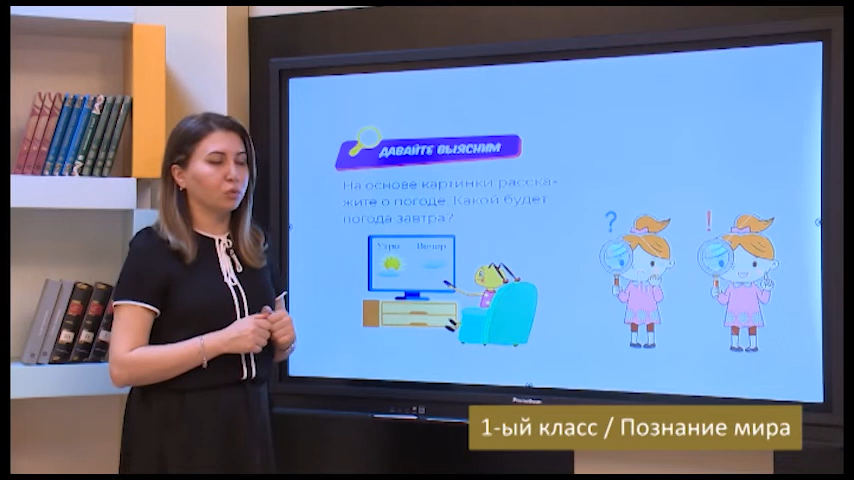 ДАВАЙТЕ ВЫЯСНИМ
На основе картинки расска-
жите о погоде. Какой будет
погода завтра?
Утро Вечер
?
!
Promethean
1-ый класс / Познание мира